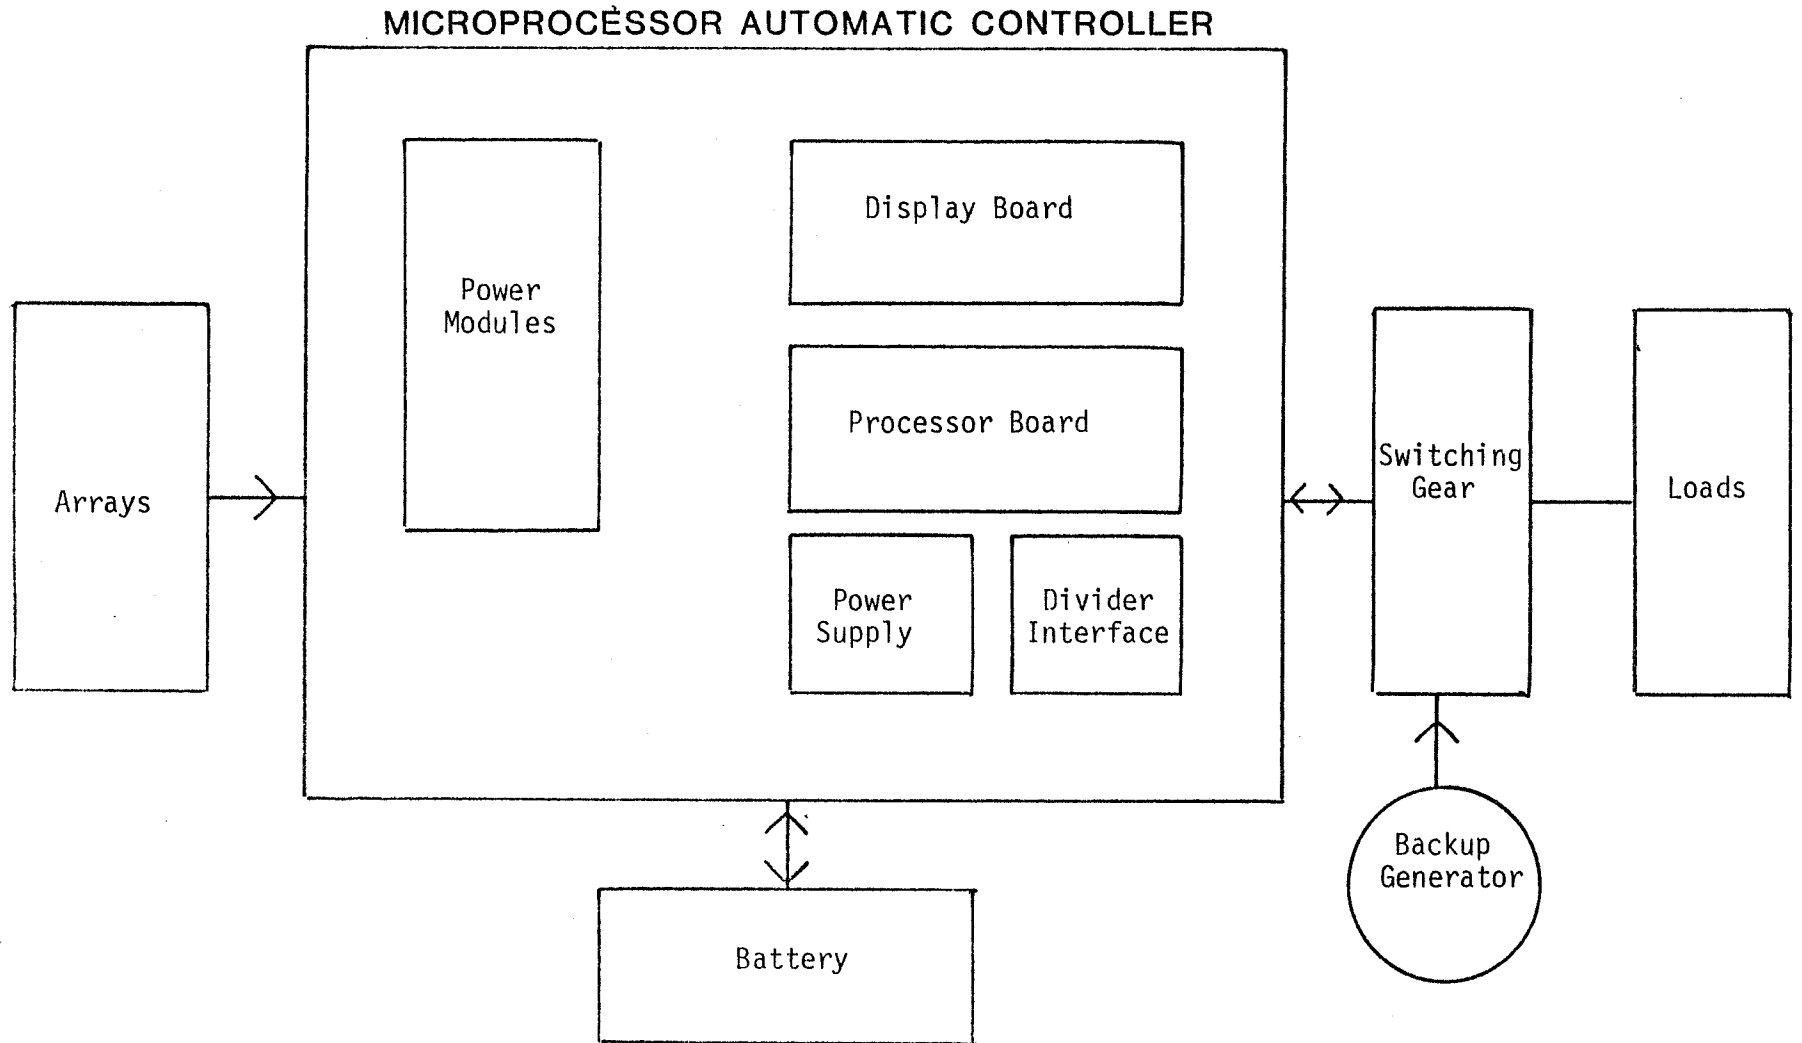 MICROPROCESSOR AUTOMATIC CONTROLLER
Display Board
Power
Modules
Processor Board
Arrays
Switching
Gear
Loads
Power
Supply
Divider
Interface
Backup
Generator
Battery